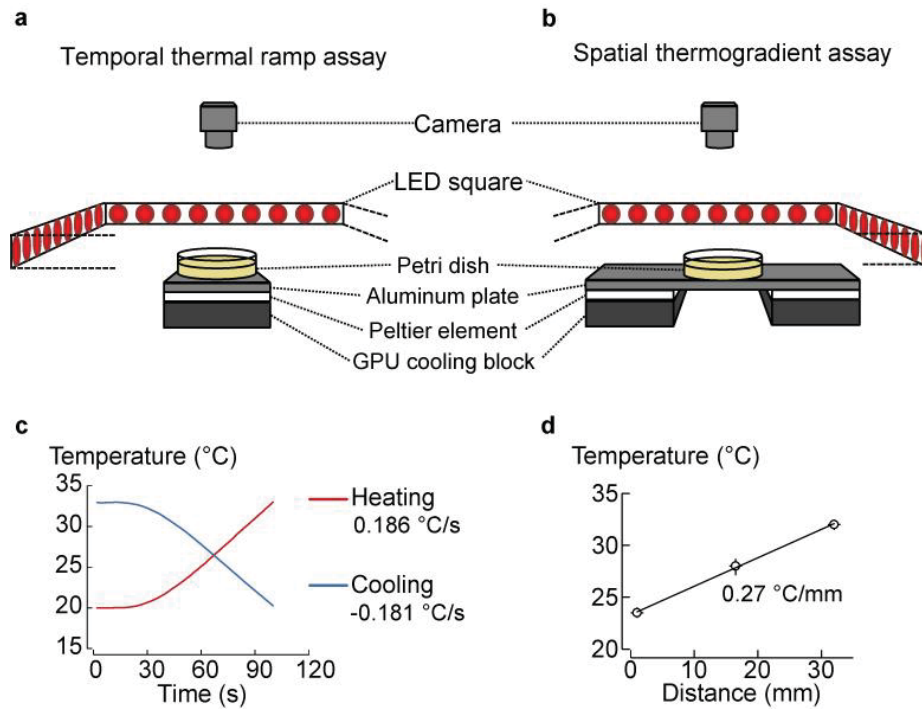 a
Temporal thermal ramp assay
b
Spatial thermogradient assay
Camera
LED square
Petri dish
Aluminum plate
Peltier element
GPU cooling block
c
Temperature (°C)
35
30
25
20
15
0
30
60
90
120
Time (s)
Heating
0.186 °C/s
Cooling
-0.181 °C/s
d
Temperature (°C)
35
32
23
20
0
10
20
30
Distance (mm)
0.27 °C/mm